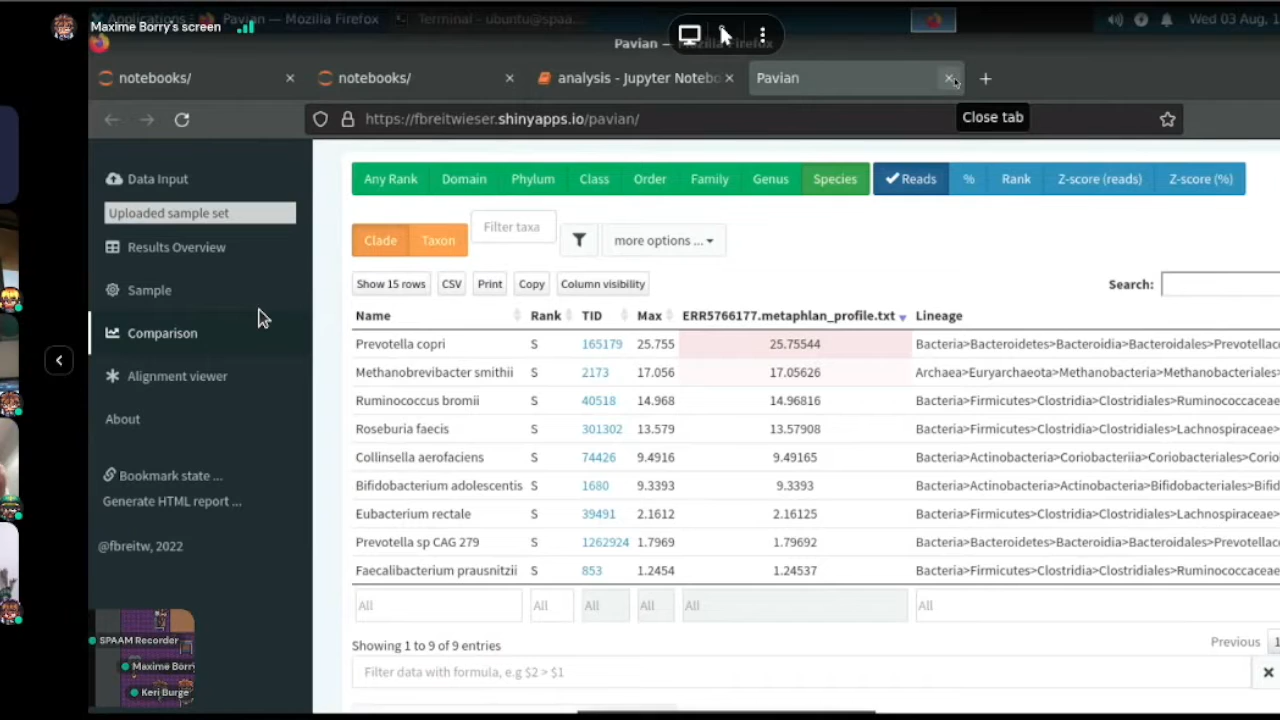 Applications Pavian — Mozilla Firefox Terminal - ubuntu@spaa... Wed 03 Aug, 1
Maxime Borry's screen
Pavian — Mozilla Firefox
notebooks/ notebooks/ analysis - Jupyter Notebo Pavian
https://fbreitwieser.shinyapps.io/pavian/
Close tab
Data Input
Uploaded sample set
Results Overview
Sample
Comparison
Alignment viewer
About
Bookmark state ...
Generate HTML report ...
@fbreitw, 2022
SPAAM Recorder
Maxime Borry
Keri Burge
Any Rank Domain Phylum Class Order Family Genus Species Reads % Rank Z-score (reads) Z-score (%)
Clade Taxon Filter taxa more options ...
Show 15 rows CSV Print Copy Column visibility Search:
Name Rank TID Max ERR5766177.metaphlan_profile.txt Lineage
Prevotella copri S 165179 25.755 25.75544 Bacteria>Bacteroidetes>Bacteroidia>Bacteroidales>Prevotellac
Methanobrevibacter smithii S 2173 17.056 17.05626 Archaea>Euryarchaeota>Methanobacteria>Methanobacteriales>
Ruminococcus bromii S 40518 14.968 14.96816 Bacteria>Firmicutes>Clostridia>Clostridiales>Ruminococcaceae
Roseburia faecis S 301302 13.579 13.57908 Bacteria>Firmicutes>Clostridia>Clostridiales>Lachnospiraceae>
Collinsella aerofaciens S 74426 9.4916 9.49165 Bacteria>Actinobacteria>Coriobacteriia>Coriobacteriales>Corio
Bifidobacterium adolescentis S 1680 9.3393 9.3393 Bacteria>Actinobacteria>Actinobacteria>Bifidobacteriales>Bifid
Eubacterium rectale S 39491 2.1612 2.16125 Bacteria>Firmicutes>Clostridia>Clostridiales>Lachnospiraceae>
Prevotella sp CAG 279 S 1262924 1.7969 1.79692 Bacteria>Bacteroidetes>Bacteroidia>Bacteroidales>Prevotellac
Faecalibacterium prausnitzii S 853 1.2454 1.24537 Bacteria>Firmicutes>Clostridia>Clostridiales>Ruminococcaceae
All All All All All All
Showing 1 to 9 of 9 entries Previous 1
Filter data with formula, e.g $2 > $1